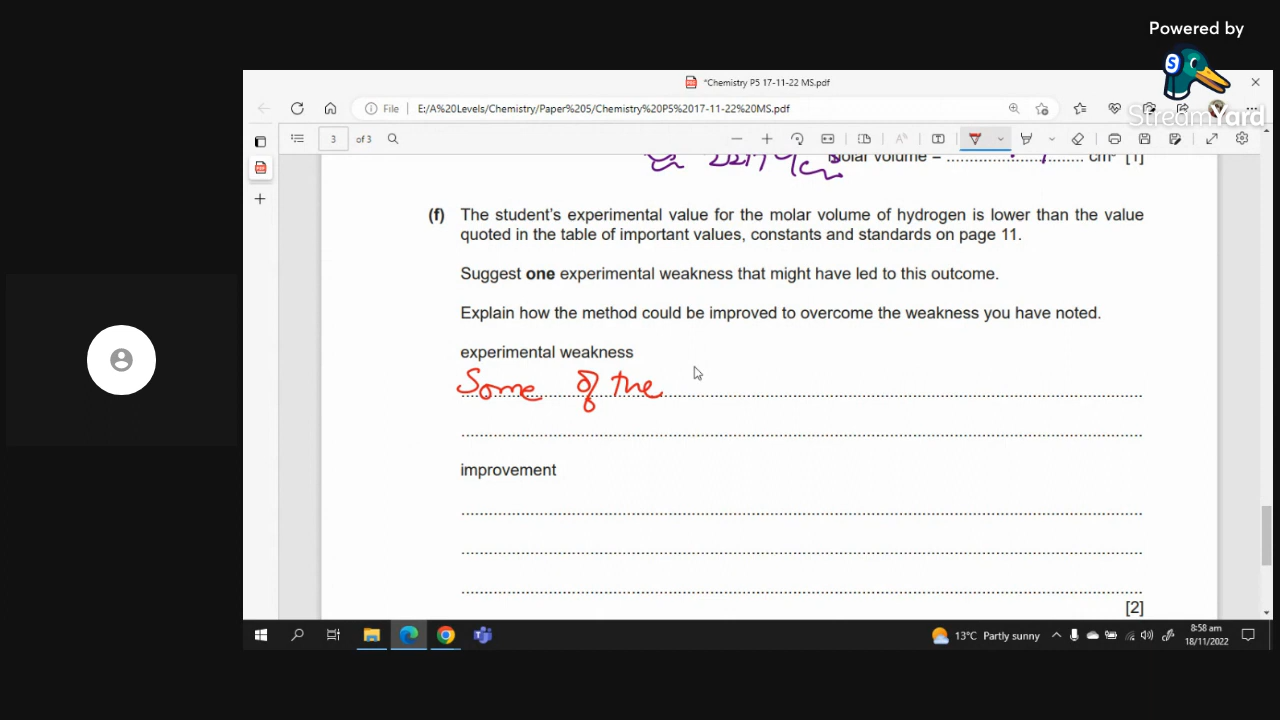 Powered by
StreamYard
*Chemistry P5 17-11-22 MS.pdf
File E:/A%20Levels/Chemistry/Paper%205/Chemistry%20P5%2017-11-22%20MS.pdf
3 of 3
molar volume = .................... cm³ [1]
(f) The student's experimental value for the molar volume of hydrogen is lower than the value
quoted in the table of important values, constants and standards on page 11.
Suggest one experimental weakness that might have led to this outcome.
Explain how the method could be improved to overcome the weakness you have noted.
experimental weakness
Some of the
improvement
[2]
13°C Partly sunny
8:58 am
18/11/2022